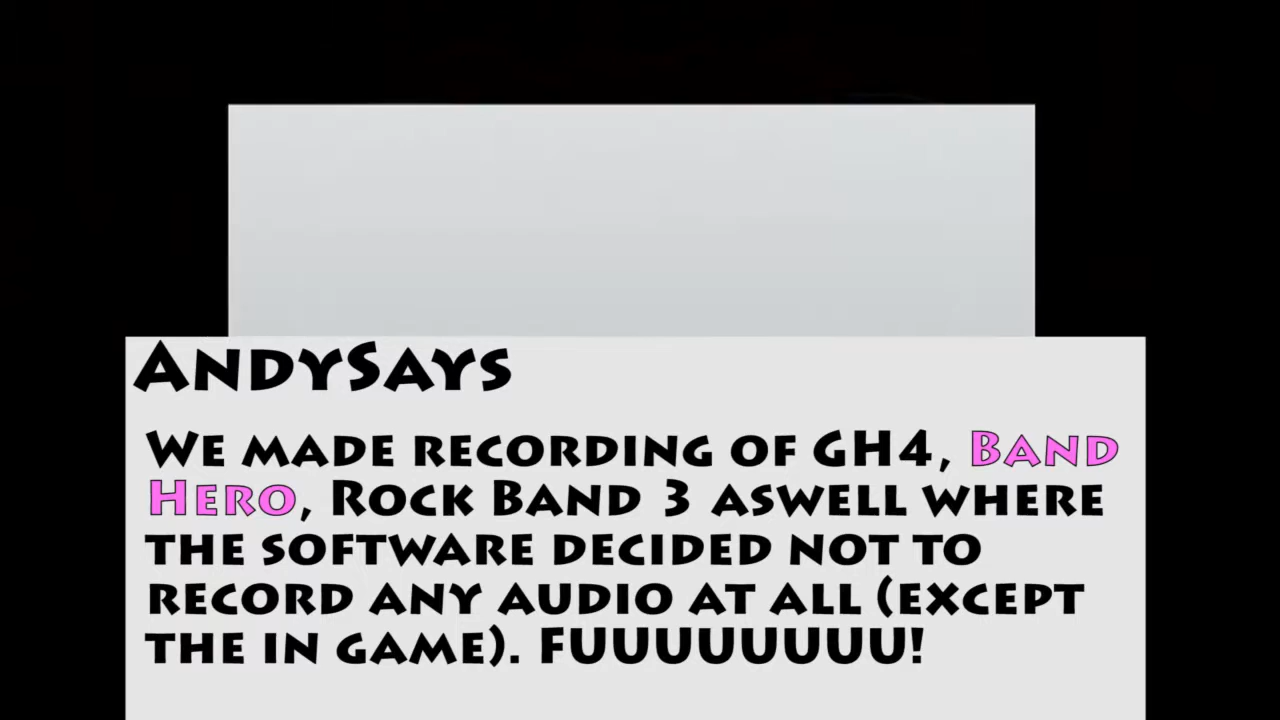 AndySays
We made recording of GH4, Band
Hero, Rock Band 3 aswell where
the software decided not to
record any audio at all (except
the in game). FUUUUUUUUU!